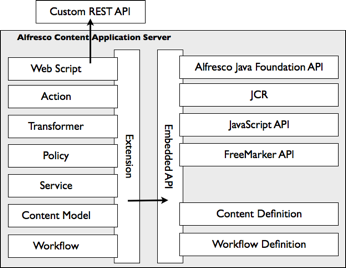 Custom REST API
Alfresco Content Application Server
Web Script
Action
Transformer
Policy
Service
Content Model
Workflow
Extension
Embedded API
Alfresco Java Foundation API
JCR
JavaScript API
FreeMarker API
Content Definition
Workflow Definition